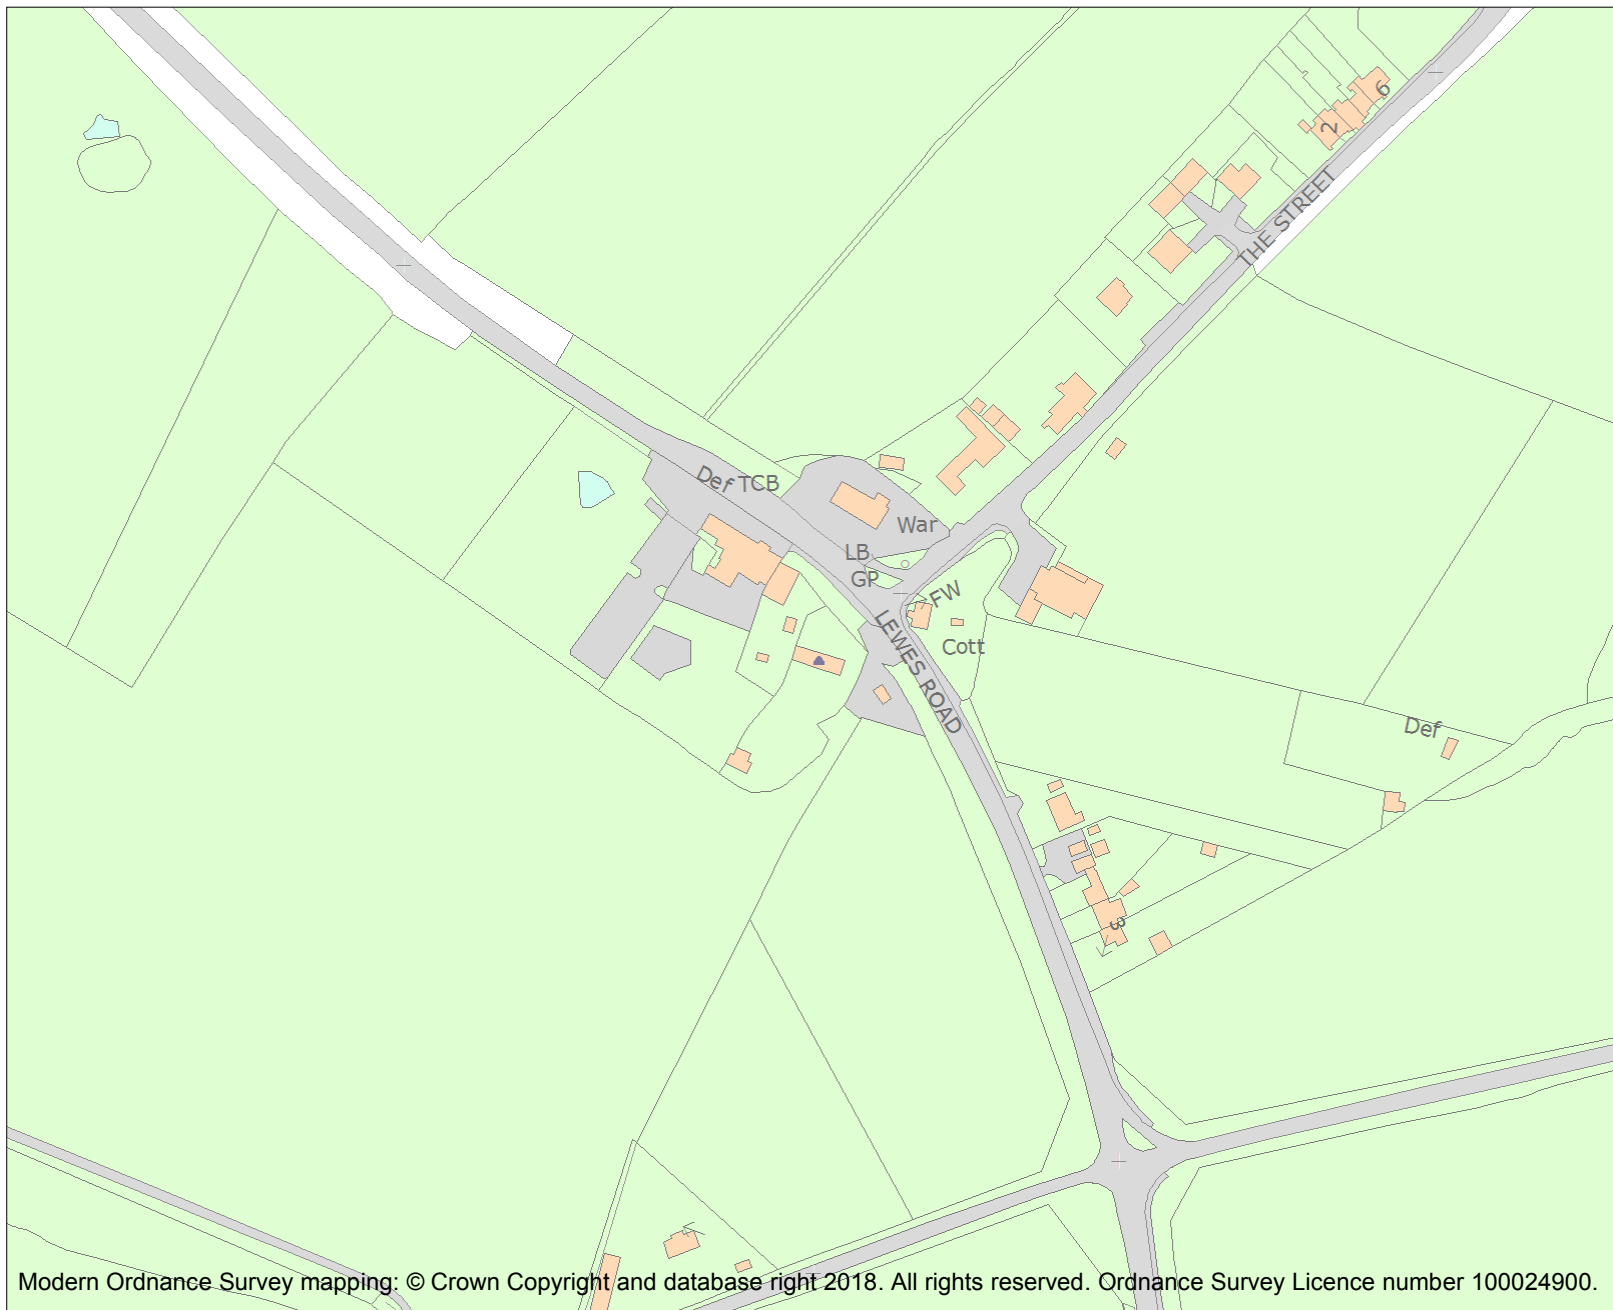 6
2
THE STREET
Def TCB
War
LB
GP
FW
LEWES ROAD
Cott
Def
3
Modern Ordnance Survey mapping: © Crown Copyright and database right 2018. All rights reserved. Ordnance Survey Licence number 100024900.